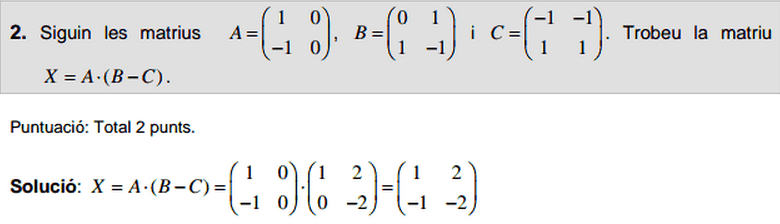 2. Siguin les matrius A = (1 0; −1 0), B = (0 1; 1 −1) i C = (−1 −1; 1 1). Trobeu la matriu
X = A·(B − C).
Puntuació: Total 2 punts.
Solució: X = A·(B − C) = (1 0; −1 0)·(1 2; 0 −2) = (1 2; −1 −2)